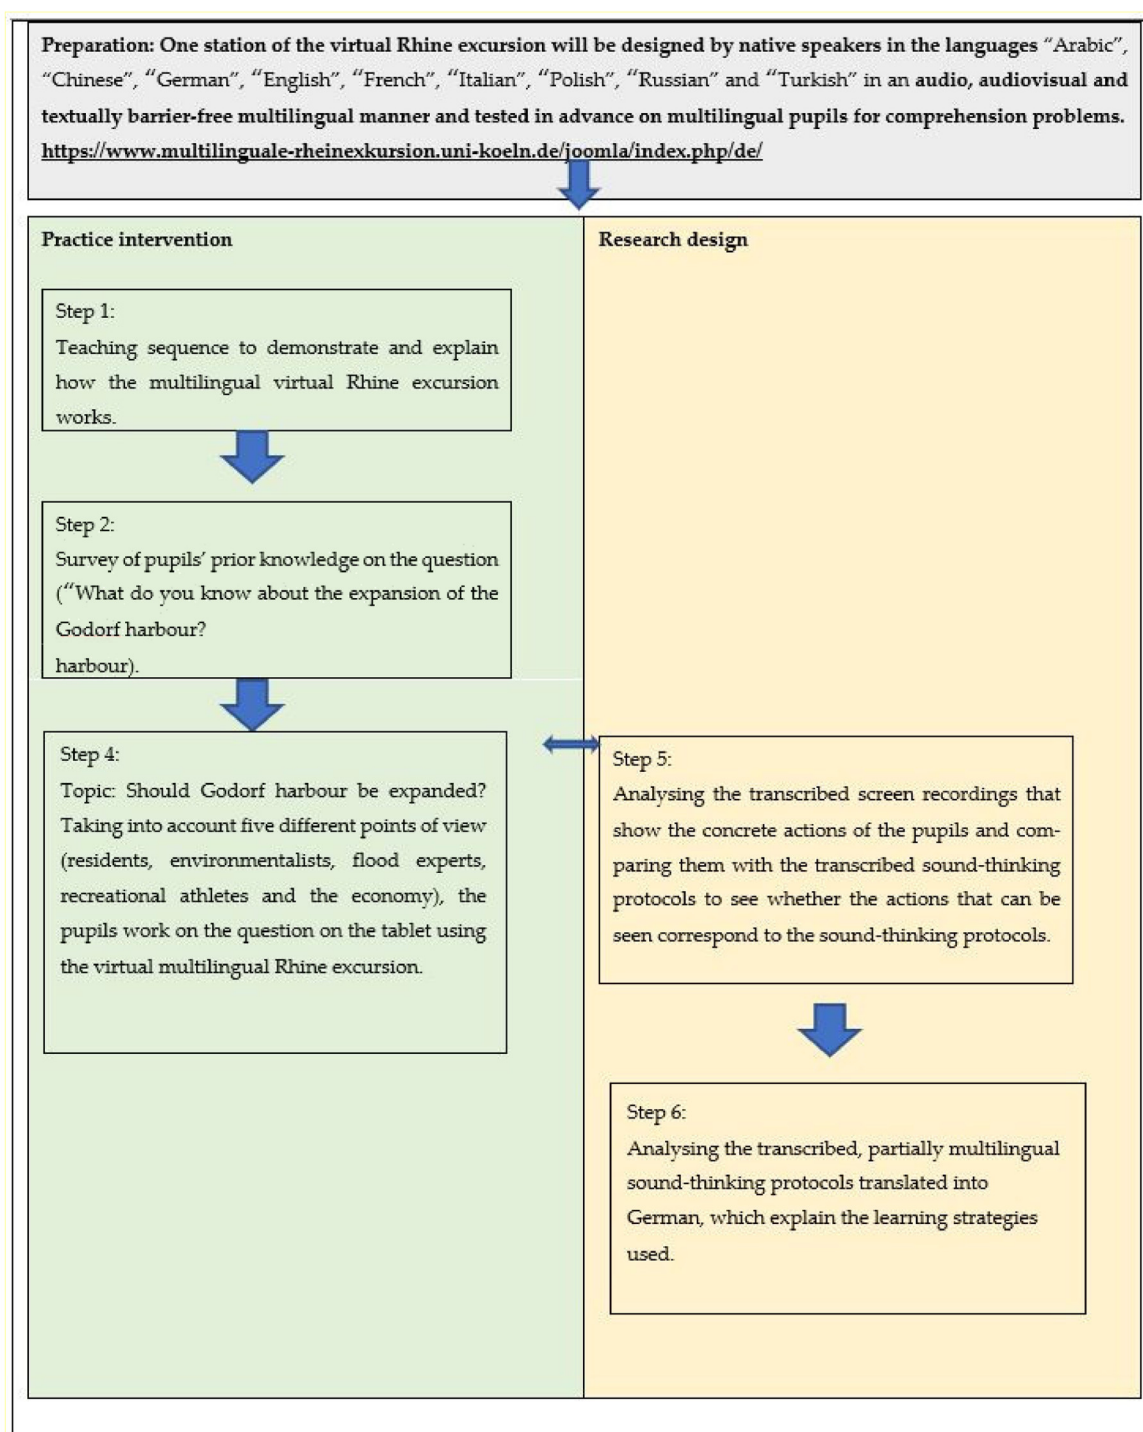 Preparation: One station of the virtual Rhine excursion will be designed by native speakers in the languages “Arabic”,
“Chinese”, “German”, “English”, “French”, “Italian”, “Polish”, “Russian” and “Turkish” in an audio, audiovisual and
textually barrier-free multilingual manner and tested in advance on multilingual pupils for comprehension problems.
https://www.multilinguale-rheinexkursion.uni-koeln.de/joomla/index.php/de/
Practice intervention
Step 1:
Teaching sequence to demonstrate and explain
how the multilingual virtual Rhine excursion
works.
Step 2:
Survey of pupils’ prior knowledge on the question
(“What do you know about the expansion of the
Godorf harbour?
harbour).
Step 4:
Topic: Should Godorf harbour be expanded?
Taking into account five different points of view
(residents, environmentalists, flood experts,
recreational athletes and the economy), the
pupils work on the question on the tablet using
the virtual multilingual Rhine excursion.
Research design
Step 5:
Analysing the transcribed screen recordings that
show the concrete actions of the pupils and com-
paring them with the transcribed sound-thinking
protocols to see whether the actions that can be
seen correspond to the sound-thinking protocols.
Step 6:
Analysing the transcribed, partially multilingual
sound-thinking protocols translated into
German, which explain the learning strategies
used.